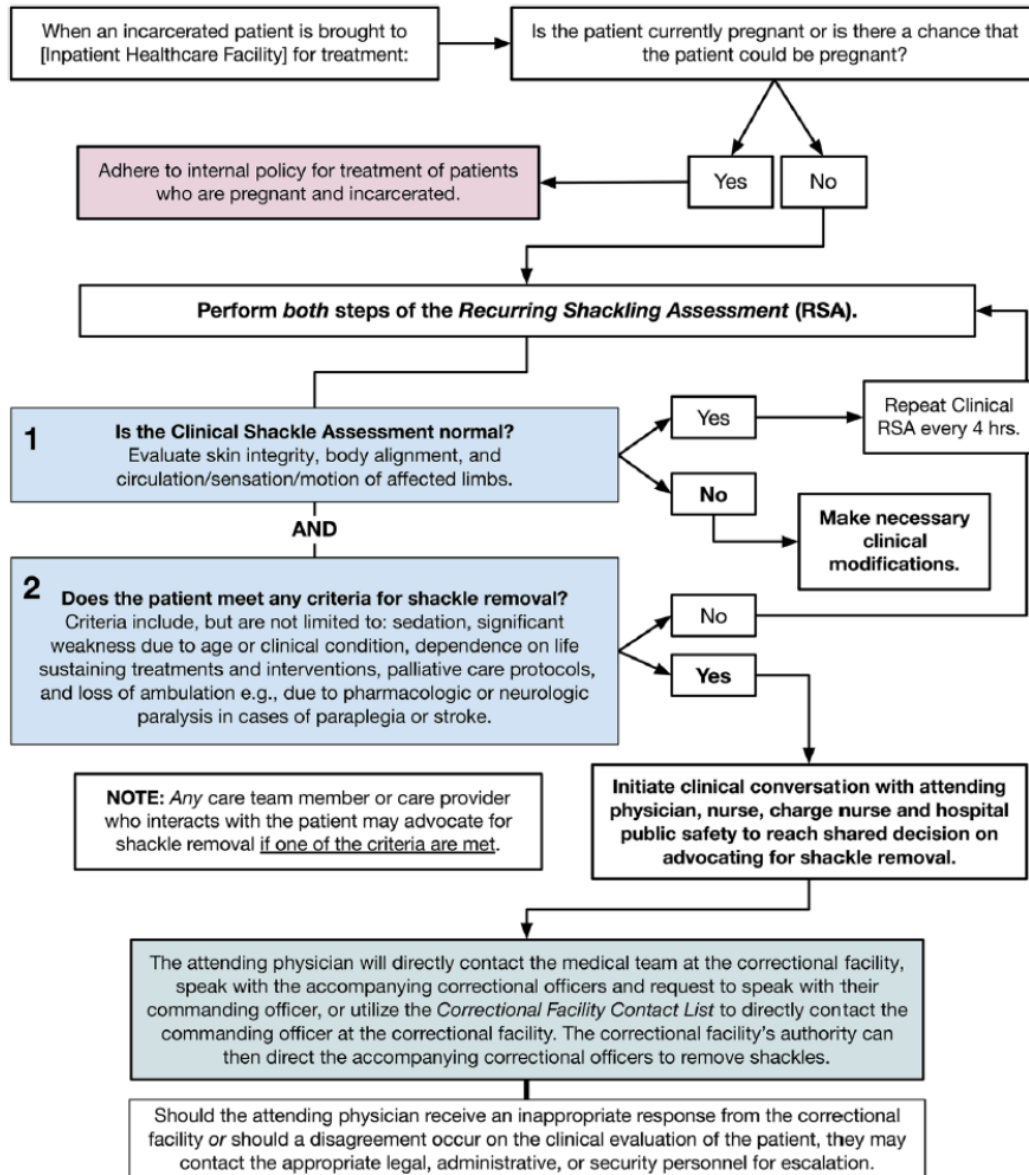 When an incarcerated patient is brought to
[Inpatient Healthcare Facility] for treatment:
Is the patient currently pregnant or is there a chance that
the patient could be pregnant?
Yes
No
Adhere to internal policy for treatment of patients
who are pregnant and incarcerated.
Perform both steps of the Recurring Shackling Assessment (RSA).
1
Is the Clinical Shackle Assessment normal?
Evaluate skin integrity, body alignment, and
circulation/sensation/motion of affected limbs.
Yes
Repeat Clinical
RSA every 4 hrs.
No
Make necessary
clinical
modifications.
AND
2
Does the patient meet any criteria for shackle removal?
Criteria include, but are not limited to: sedation, significant
weakness due to age or clinical condition, dependence on life
sustaining treatments and interventions, palliative care protocols,
and loss of ambulation e.g., due to pharmacologic or neurologic
paralysis in cases of paraplegia or stroke.
No
Yes
NOTE: Any care team member or care provider
who interacts with the patient may advocate for
shackle removal if one of the criteria are met.
Initiate clinical conversation with attending
physician, nurse, charge nurse and hospital
public safety to reach shared decision on
advocating for shackle removal.
The attending physician will directly contact the medical team at the correctional facility,
speak with the accompanying correctional officers and request to speak with their
commanding officer, or utilize the Correctional Facility Contact List to directly contact the
commanding officer at the correctional facility. The correctional facility's authority can
then direct the accompanying correctional officers to remove shackles.
Should the attending physician receive an inappropriate response from the correctional
facility or should a disagreement occur on the clinical evaluation of the patient, they may
contact the appropriate legal, administrative, or security personnel for escalation.